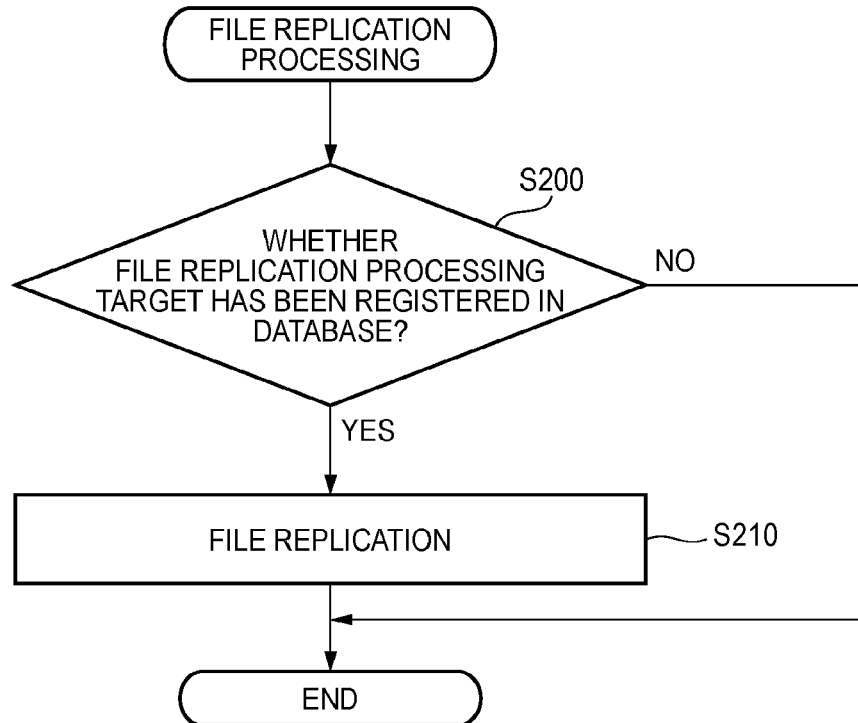 FILE REPLICATION
PROCESSING
S200
WHETHER
FILE REPLICATION PROCESSING
TARGET HAS BEEN REGISTERED IN
DATABASE?
NO
YES
FILE REPLICATION
S210
END